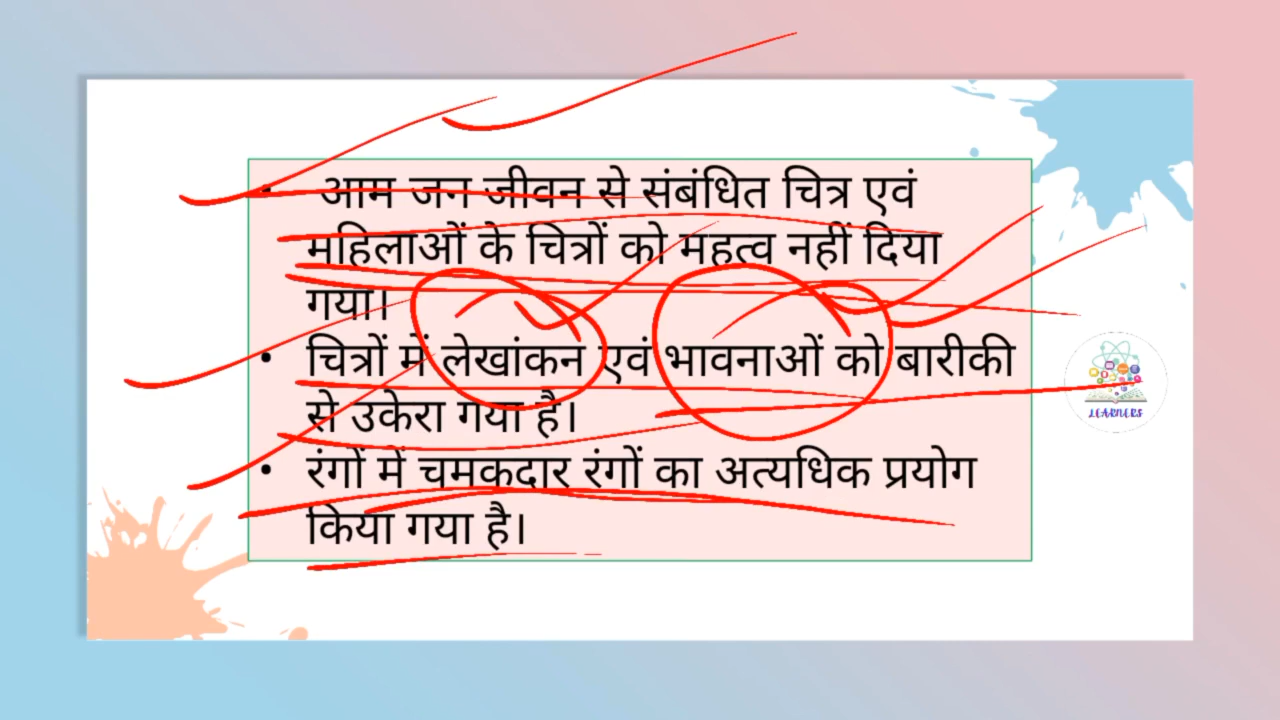 • आम जन जीवन से संबंधित चित्र एवं
महिलाओं के चित्रों को महत्व नहीं दिया
गया।
• चित्रों में लेखांकन एवं भावनाओं को बारीकी
से उकेरा गया है।
• रंगों में चमकदार रंगों का अत्यधिक प्रयोग
किया गया है।
LEARNERS